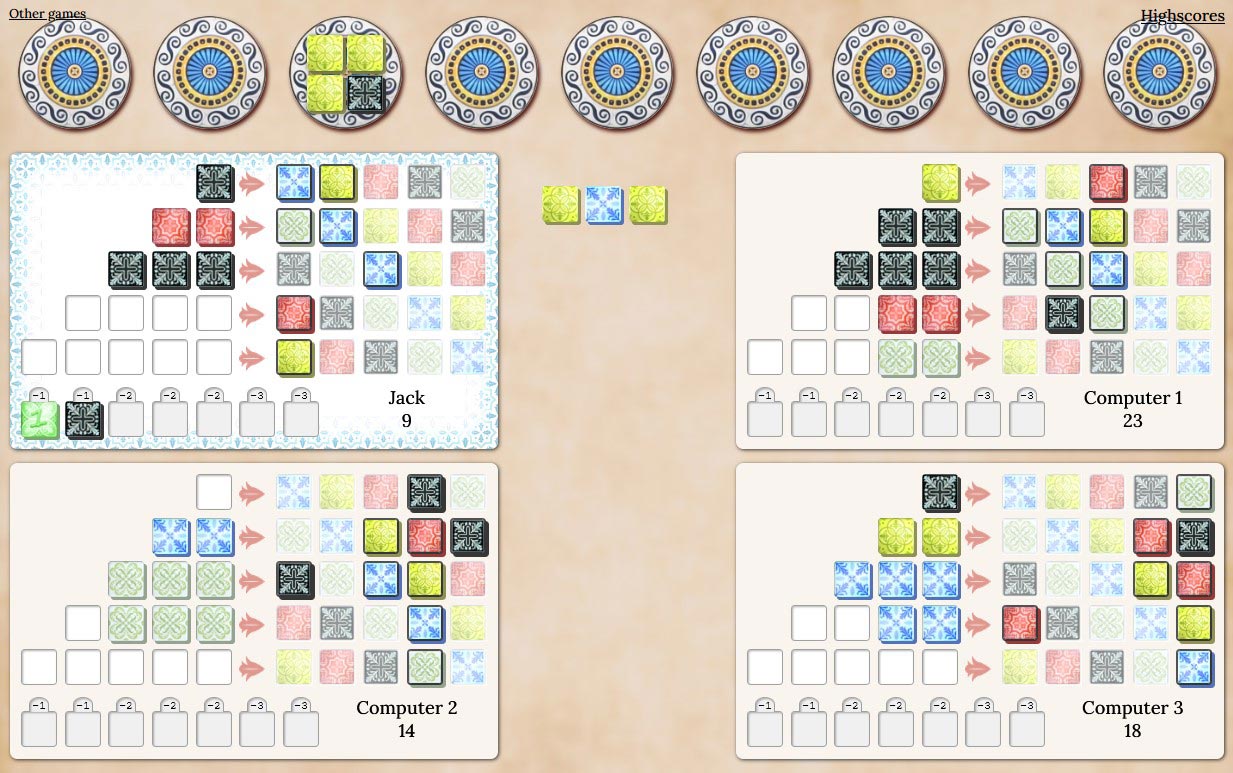 Other games
Highscores
-1 -1 -2 -2 -2 -3 -3
1
Jack
9
-1 -1 -2 -2 -2 -3 -3
Computer 1
23
-1 -1 -2 -2 -2 -3 -3
Computer 2
14
-1 -1 -2 -2 -2 -3 -3
Computer 3
18